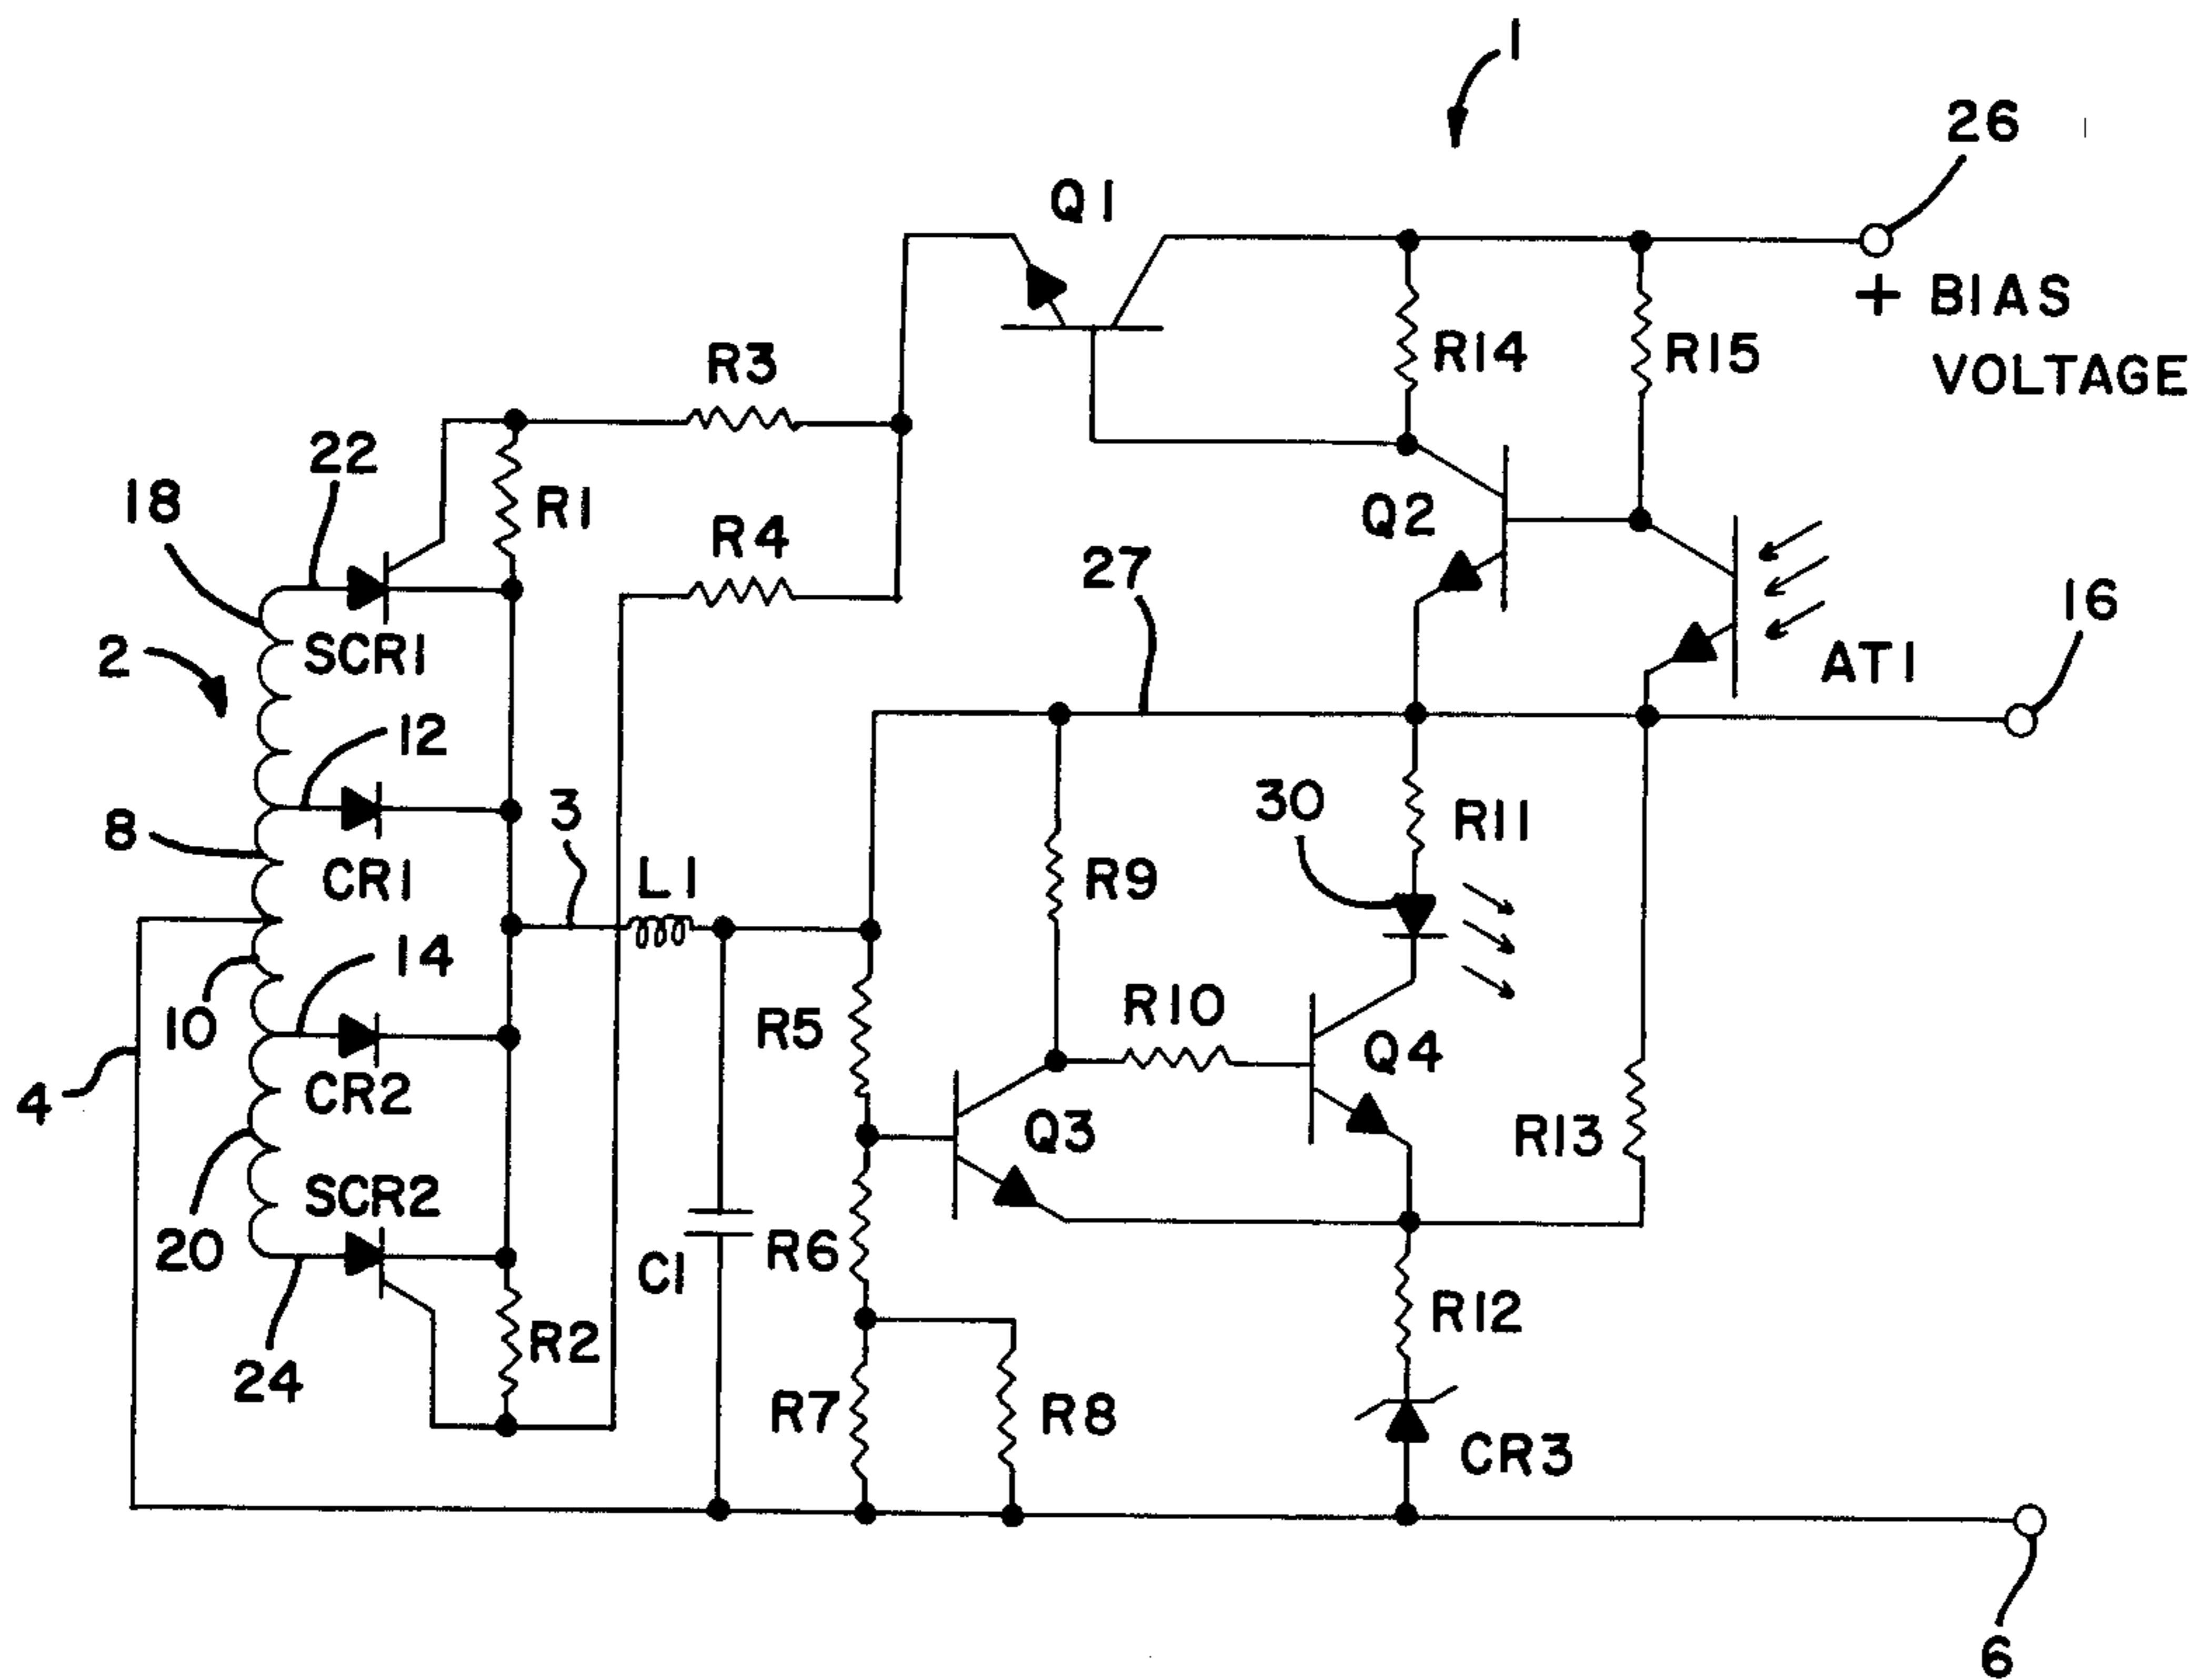 1
26
Q1
+ BIAS
VOLTAGE
R14
R15
R3
22
18
R1
Q2
R4
27
16
2
SCR1
AT1
12
3
30
R11
8
CR1
L1
R9
14
10
R5
R10
Q4
4
CR2
Q3
R13
SCR2
20
C1
R6
R12
24
R2
R7
R8
CR3
6